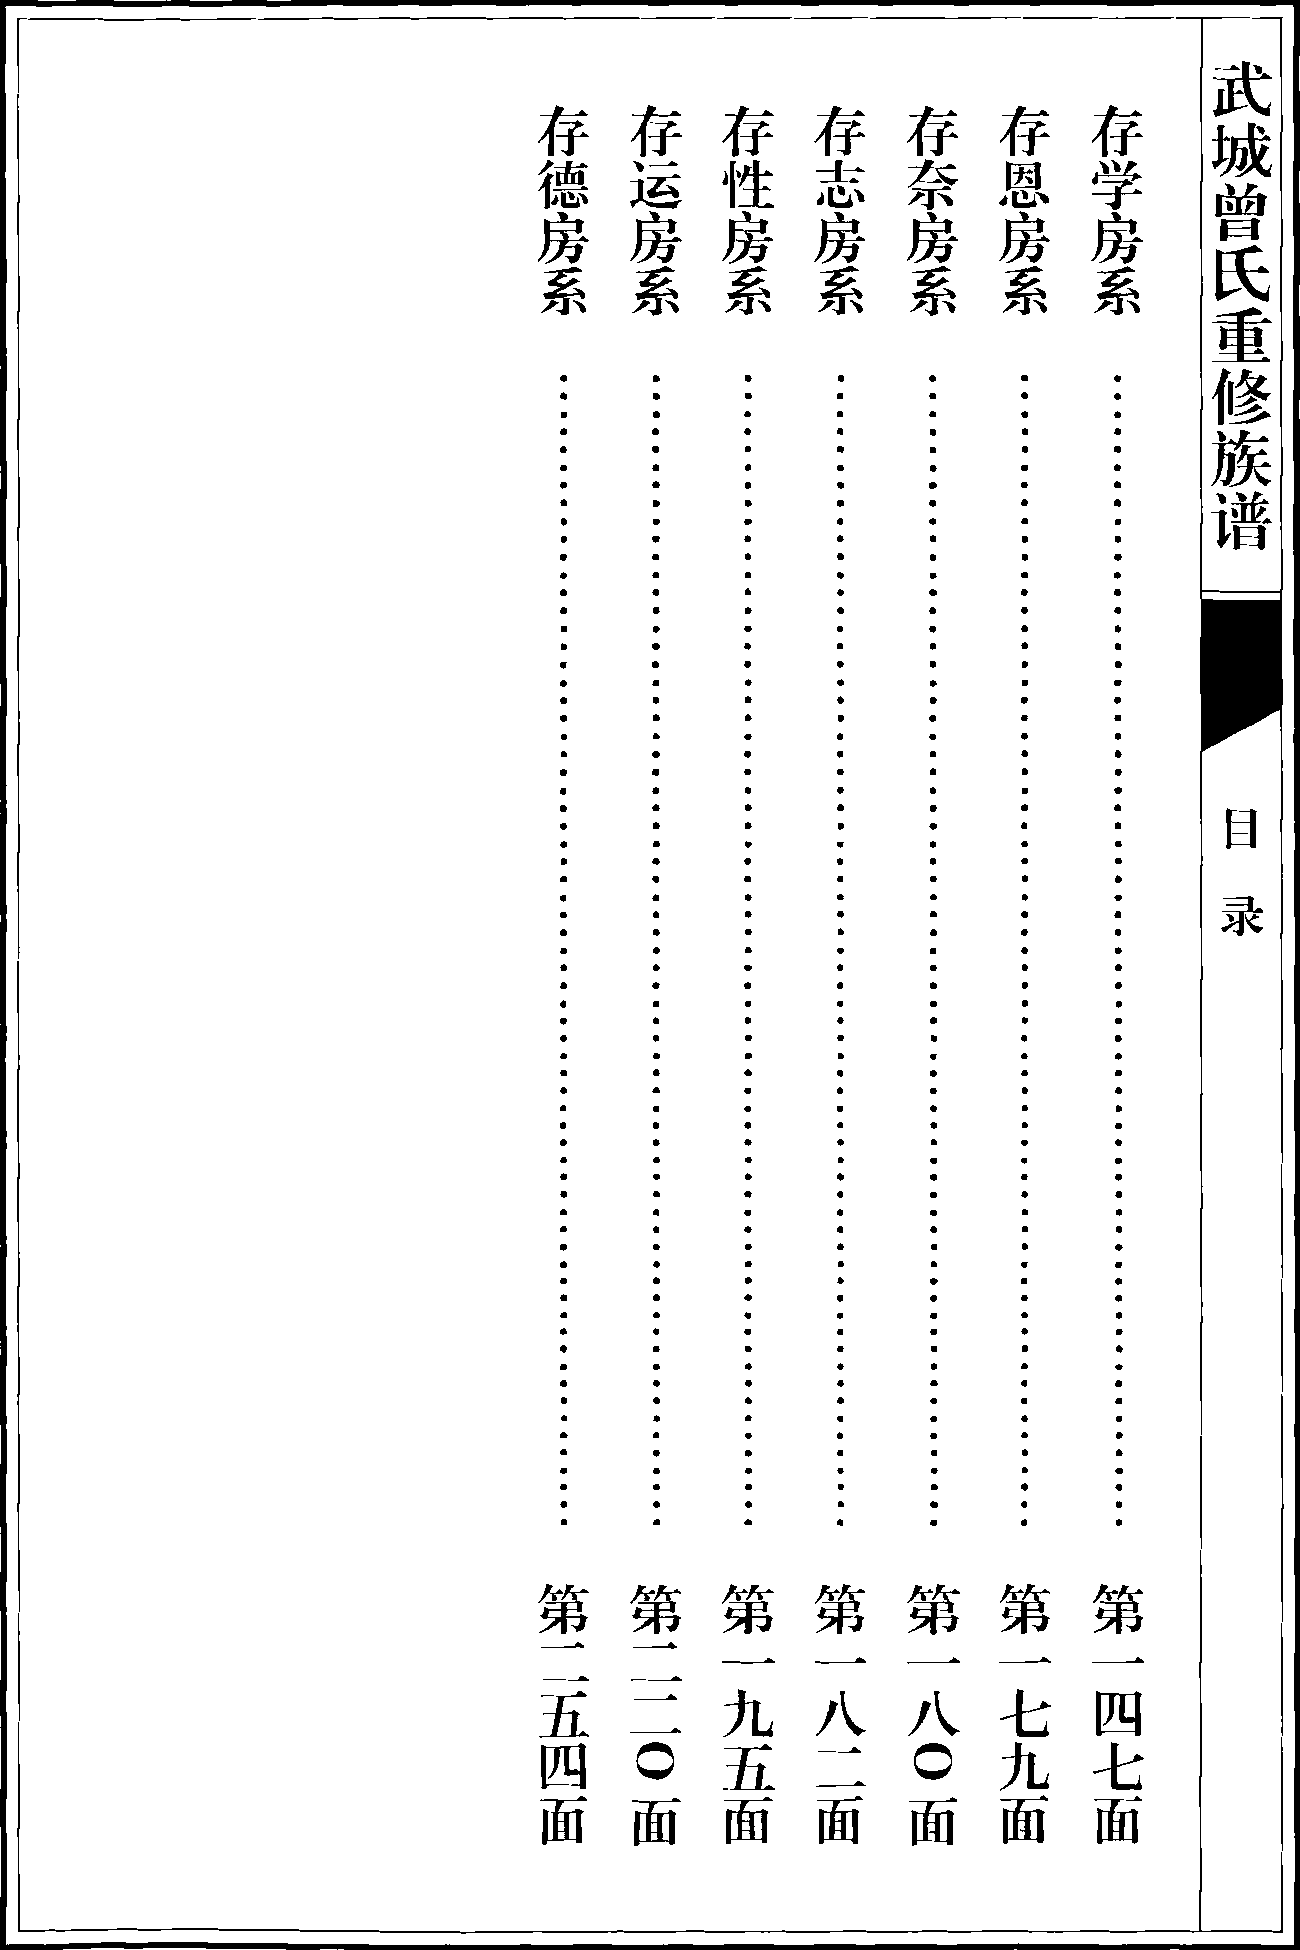 武城曾氏重修族谱
目录
存学房系……第一四七面
存恩房系……第一七九面
存奈房系……第一八〇面
存志房系……第一八二面
存性房系……第一九五面
存运房系……第二二〇面
存德房系……第二五四面